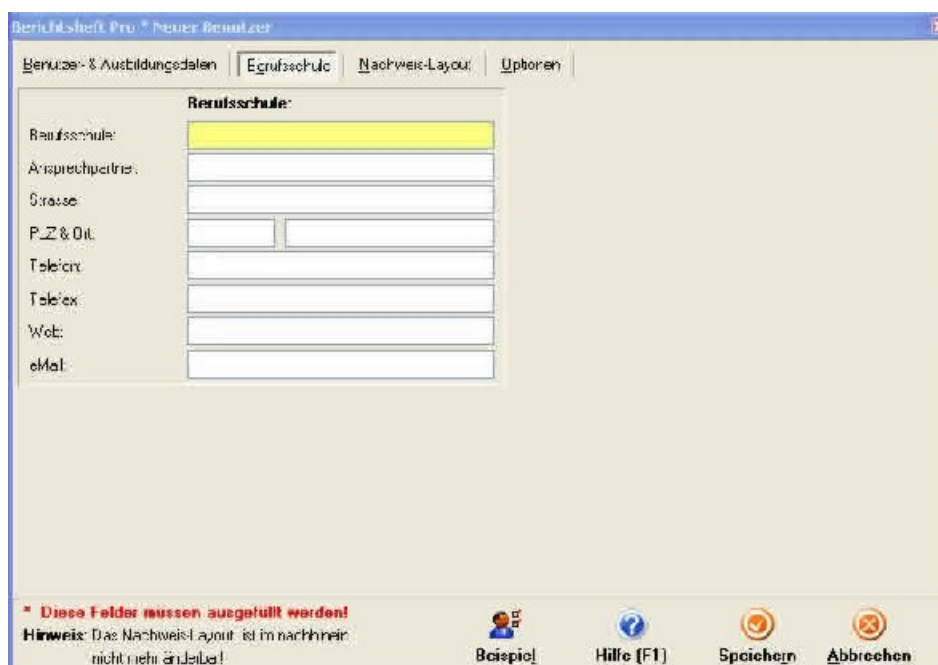 Berichtsheft Pro * Neuer Benutzer
Benutzer- & Ausbildungsdaten Berufsschule Nachweis-Layout Optionen
Berufsschule:
Berufsschule:
Ansprechpartner:
Strasse:
PLZ & Ort:
Telefon:
Telefax:
Web:
eMail:
* Diese Felder müssen ausgefüllt werden!
Hinweis: Das Nachweis-Layout ist im nachhinein
nicht mehr änderbar!
Beispiel Hilfe (F1) Speichern Abbrechen